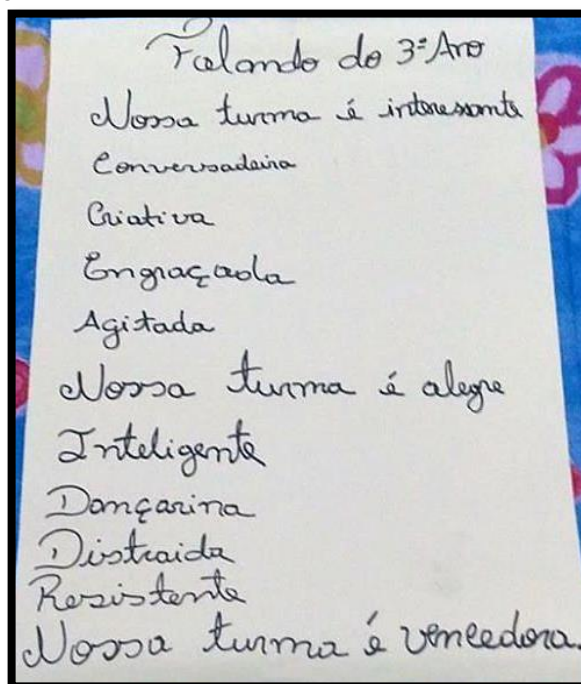 Falando do 3º Ano
Nossa turma é interessante
Conversadeira
Criativa
Engraçada
Agitada
Nossa turma é alegre
Inteligente
Dançarina
Distraida
Resistente
Nossa turma é vencedora.